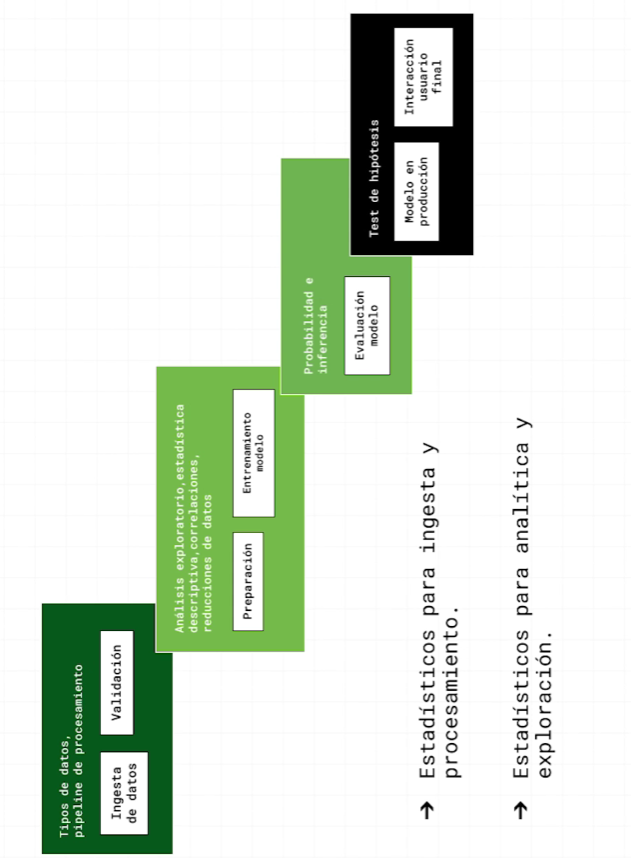 Tipos de datos,
pipeline de procesamiento
Ingesta
de datos
Validación
Análisis exploratorio,estadística
descriptiva,correlaciones,
reducciones de datos
Preparación
Entrenamiento
modelo
Probabilidad e
inferencia
Evaluación
modelo
Test de hipótesis
Modelo en
producción
Interacción
usuario
final
→ Estadísticos para ingesta y
procesamiento.
→ Estadísticos para analítica y
exploración.